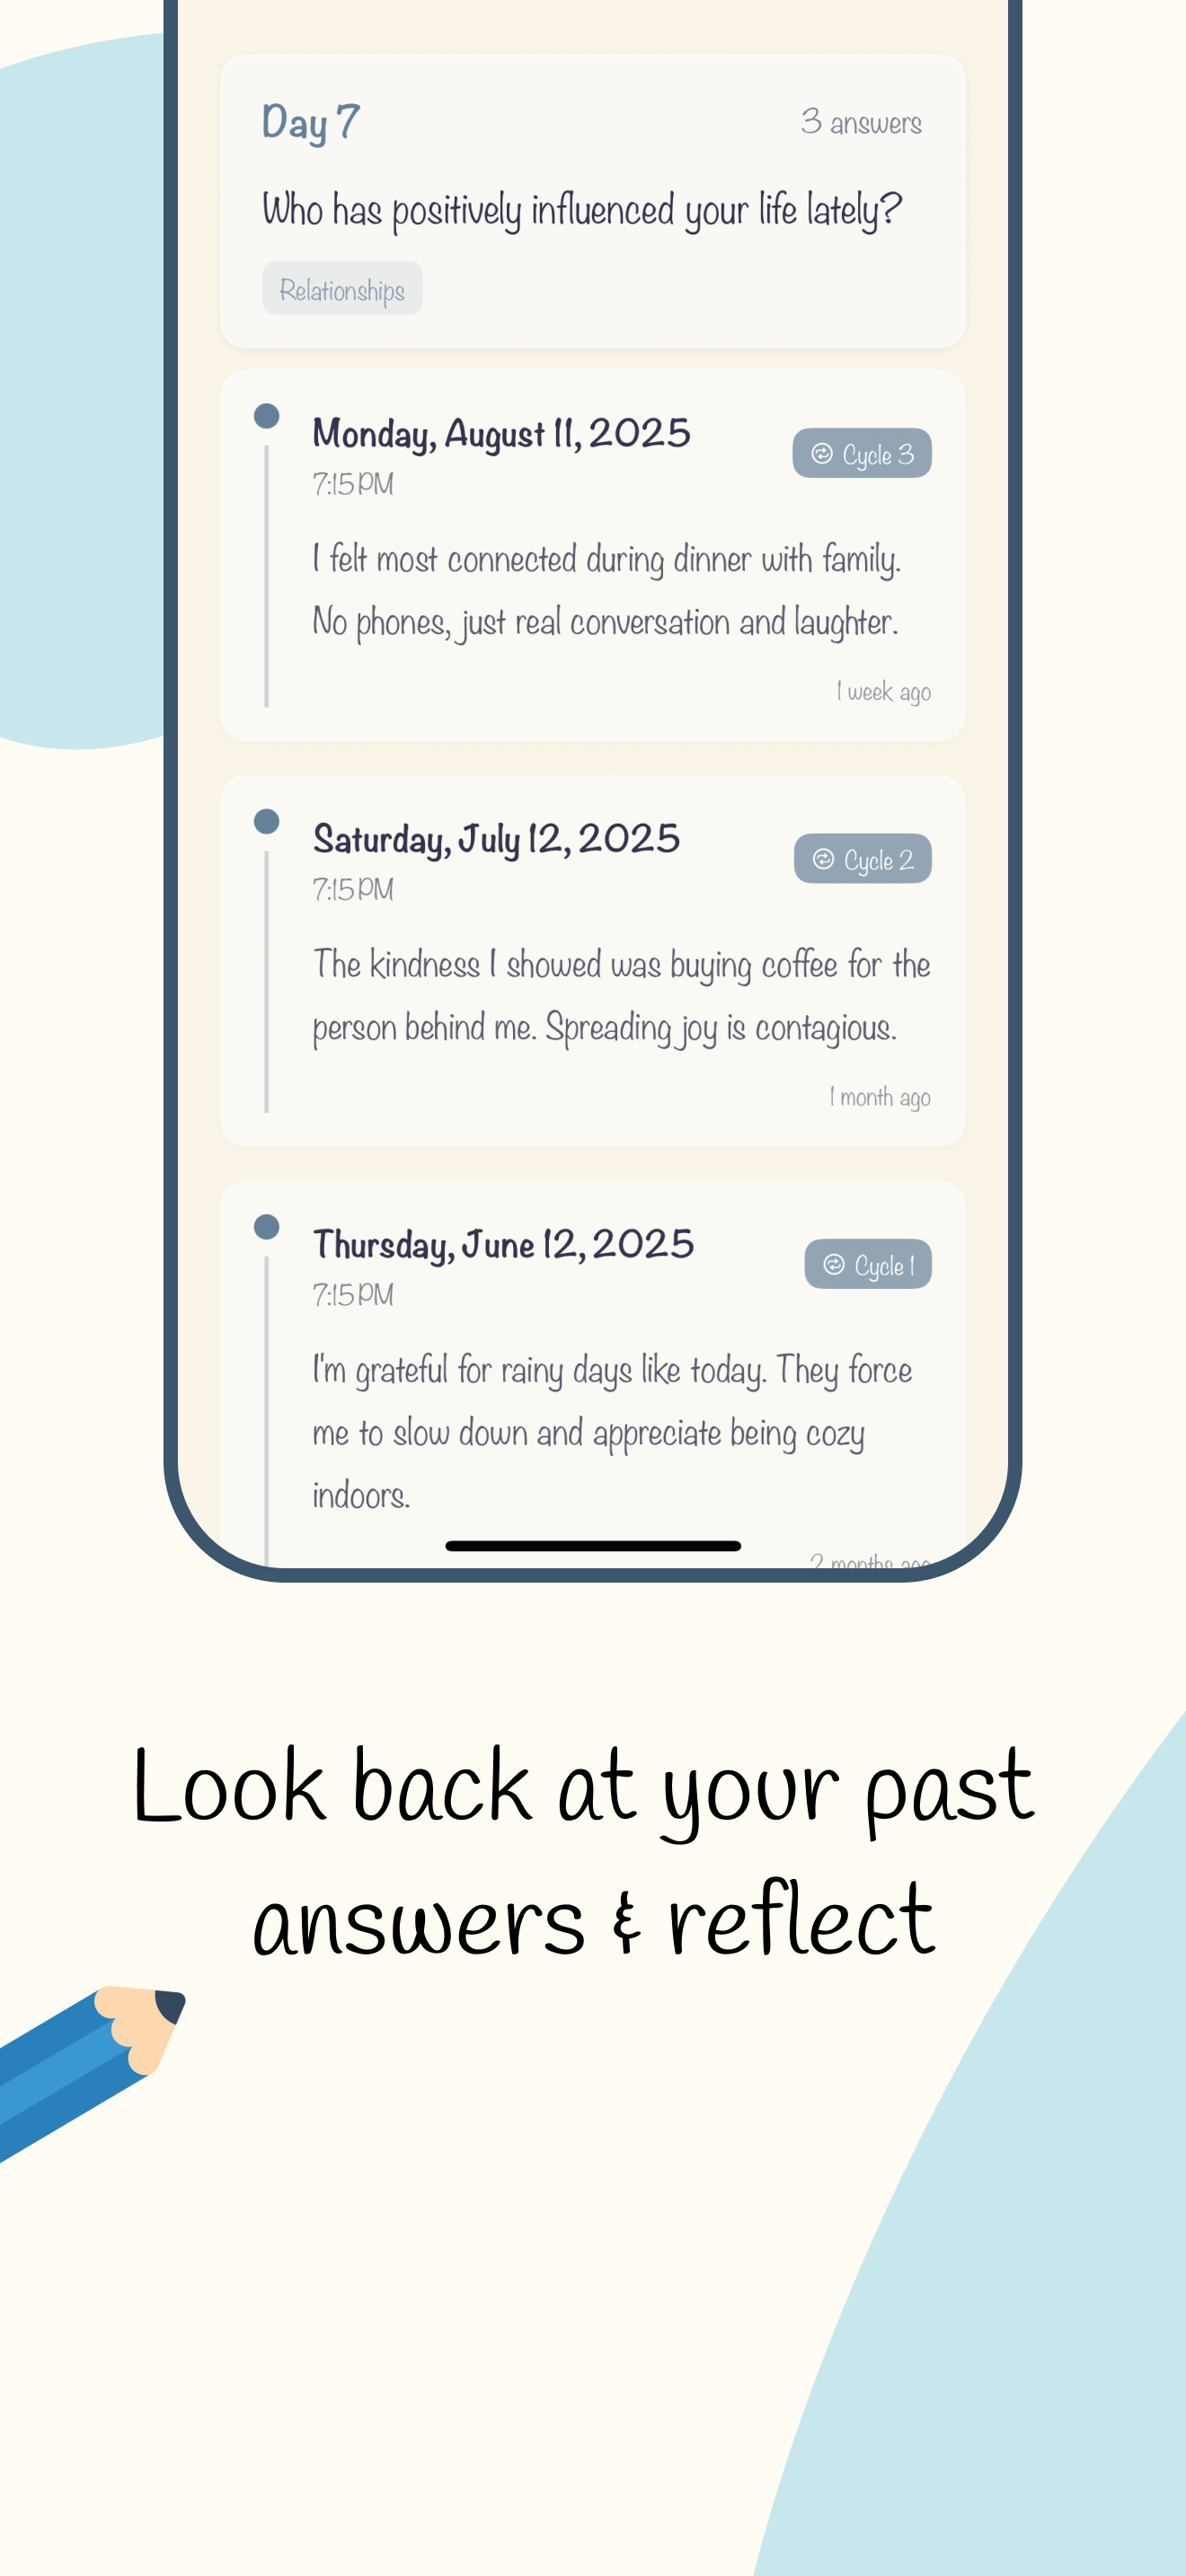 Day 7
3 answers
Who has positively influenced your life lately?
Relationships
Monday, August 11, 2025
Cycle 3
7:15 PM
I felt most connected during dinner with family.
No phones, just real conversation and laughter.
1 week ago
Saturday, July 12, 2025
Cycle 2
7:15 PM
The kindness I showed was buying coffee for the
person behind me. Spreading joy is contagious.
1 month ago
Thursday, June 12, 2025
Cycle 1
7:15 PM
I'm grateful for rainy days like today. They force
me to slow down and appreciate being cozy
indoors.
2 months ago
Look back at your past
answers & reflect